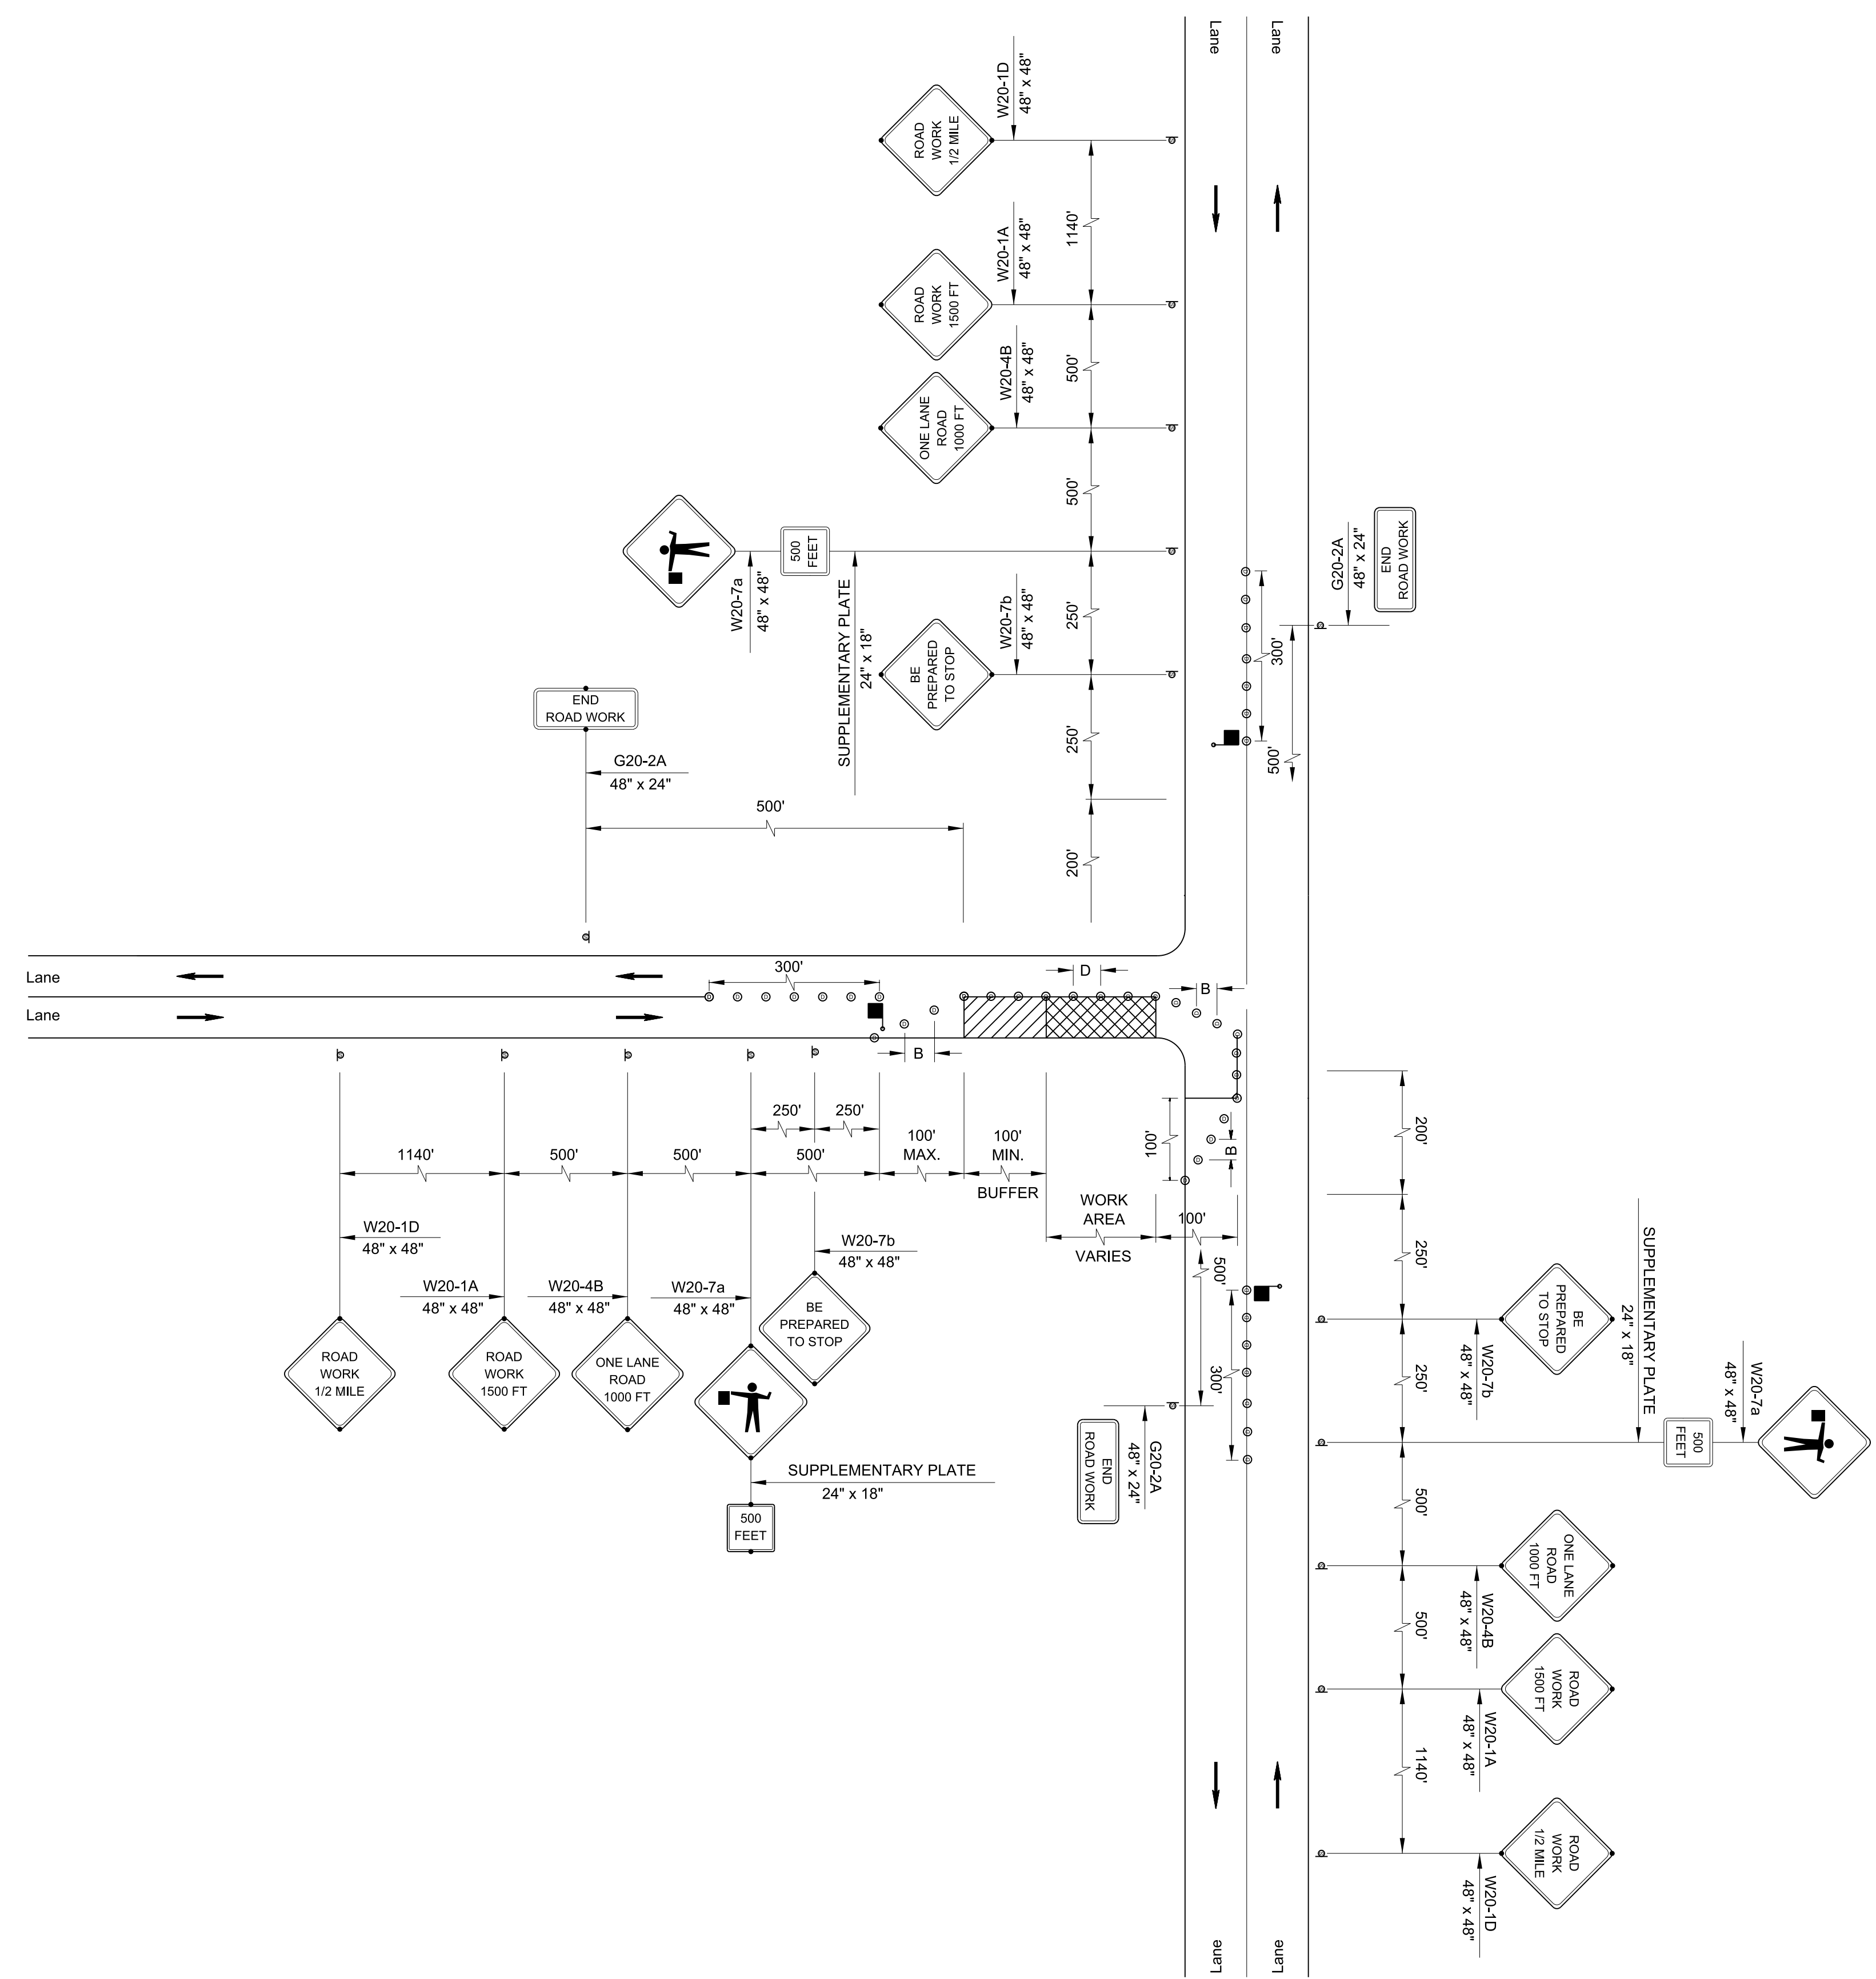 Lane
Lane
W20-1D
48" x 48"
ROAD
WORK
1/2 MILE
1140'
W20-1A
48" x 48"
ROAD
WORK
1500 FT
500'
W20-4B
48" x 48"
ONE LANE
ROAD
1000 FT
500'
W20-7a
48" x 48"
500
FEET
SUPPLEMENTARY PLATE
24" x 18"
250'
W20-7b
48" x 48"
BE
PREPARED
TO STOP
250'
200'
G20-2A
48" x 24"
END
ROAD WORK
300'
500'
END
ROAD WORK
G20-2A
48" x 24"
500'
Lane
Lane
300'
D
B
B
250'
250'
1140'
500'
500'
500'
100'
MAX.
100'
MIN.
BUFFER
WORK
AREA
VARIES
100'
100'
B
W20-1D
48" x 48"
W20-1A
48" x 48"
W20-4B
48" x 48"
W20-7a
48" x 48"
W20-7b
48" x 48"
ROAD
WORK
1/2 MILE
ROAD
WORK
1500 FT
ONE LANE
ROAD
1000 FT
BE
PREPARED
TO STOP
SUPPLEMENTARY PLATE
24" x 18"
500
FEET
500'
300'
G20-2A
48" x 24"
END
ROAD WORK
200'
250'
BE
PREPARED
TO STOP
W20-7b
48" x 48"
250'
SUPPLEMENTARY PLATE
24" x 18"
500
FEET
W20-7a
48" x 48"
500'
ONE LANE
ROAD
1000 FT
W20-4B
48" x 48"
500'
ROAD
WORK
1500 FT
W20-1A
48" x 48"
1140'
ROAD
WORK
1/2 MILE
W20-1D
48" x 48"
Lane
Lane